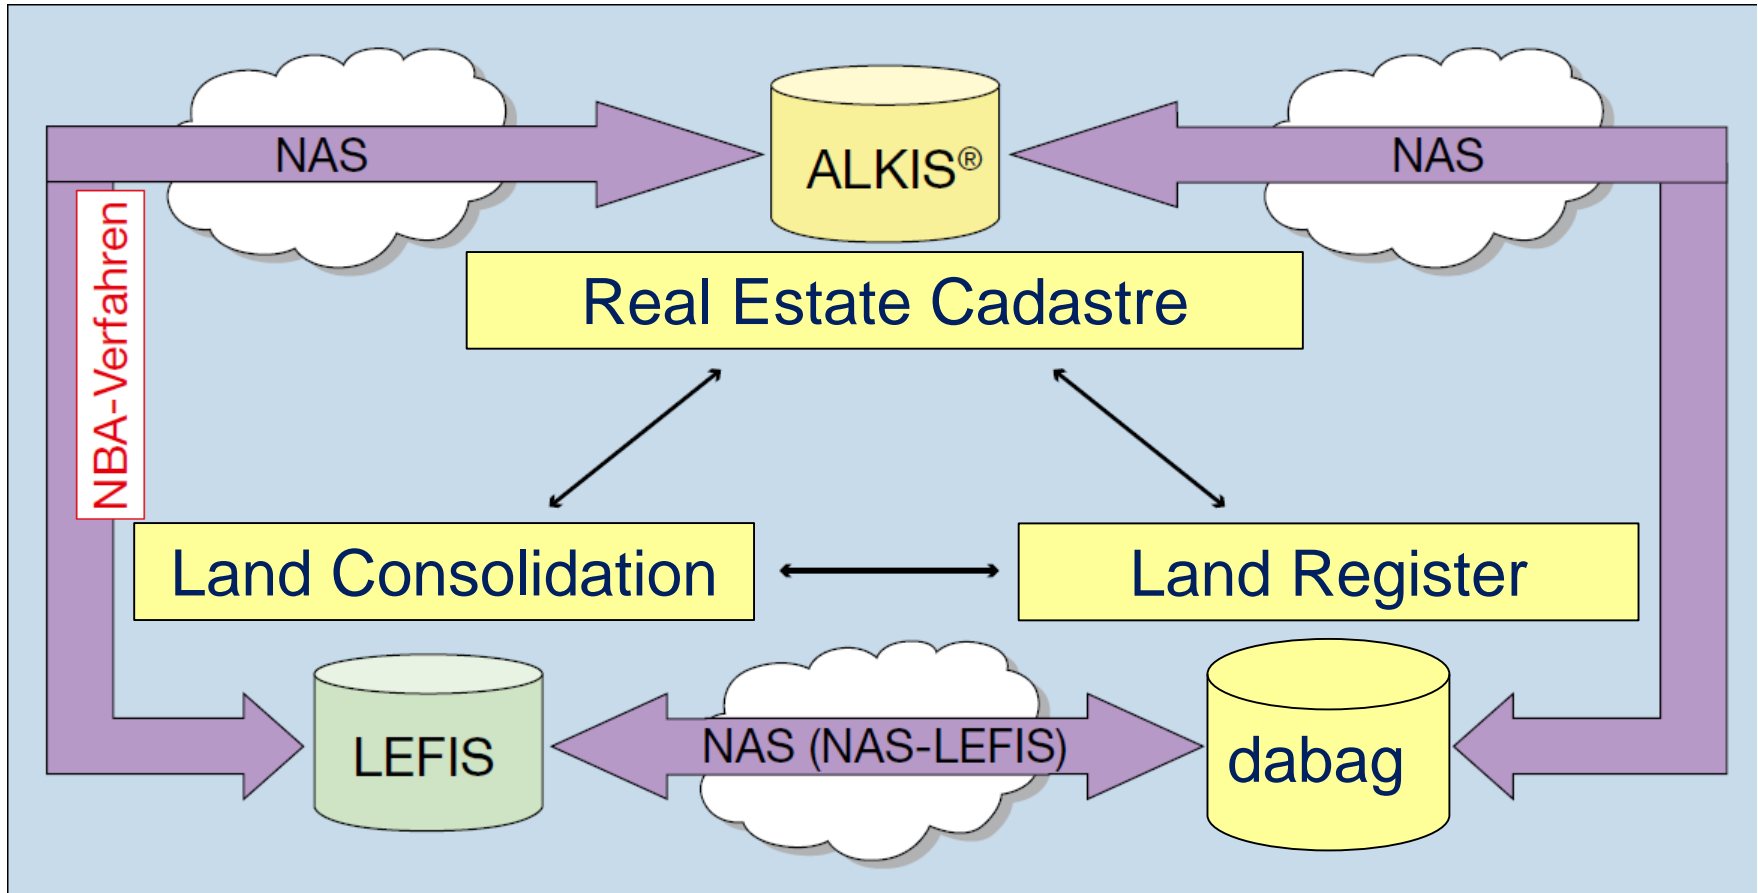 NAS
ALKIS®
NAS
NBA-Verfahren
Real Estate Cadastre
Land Consolidation
Land Register
LEFIS
NAS (NAS-LEFIS)
dabag